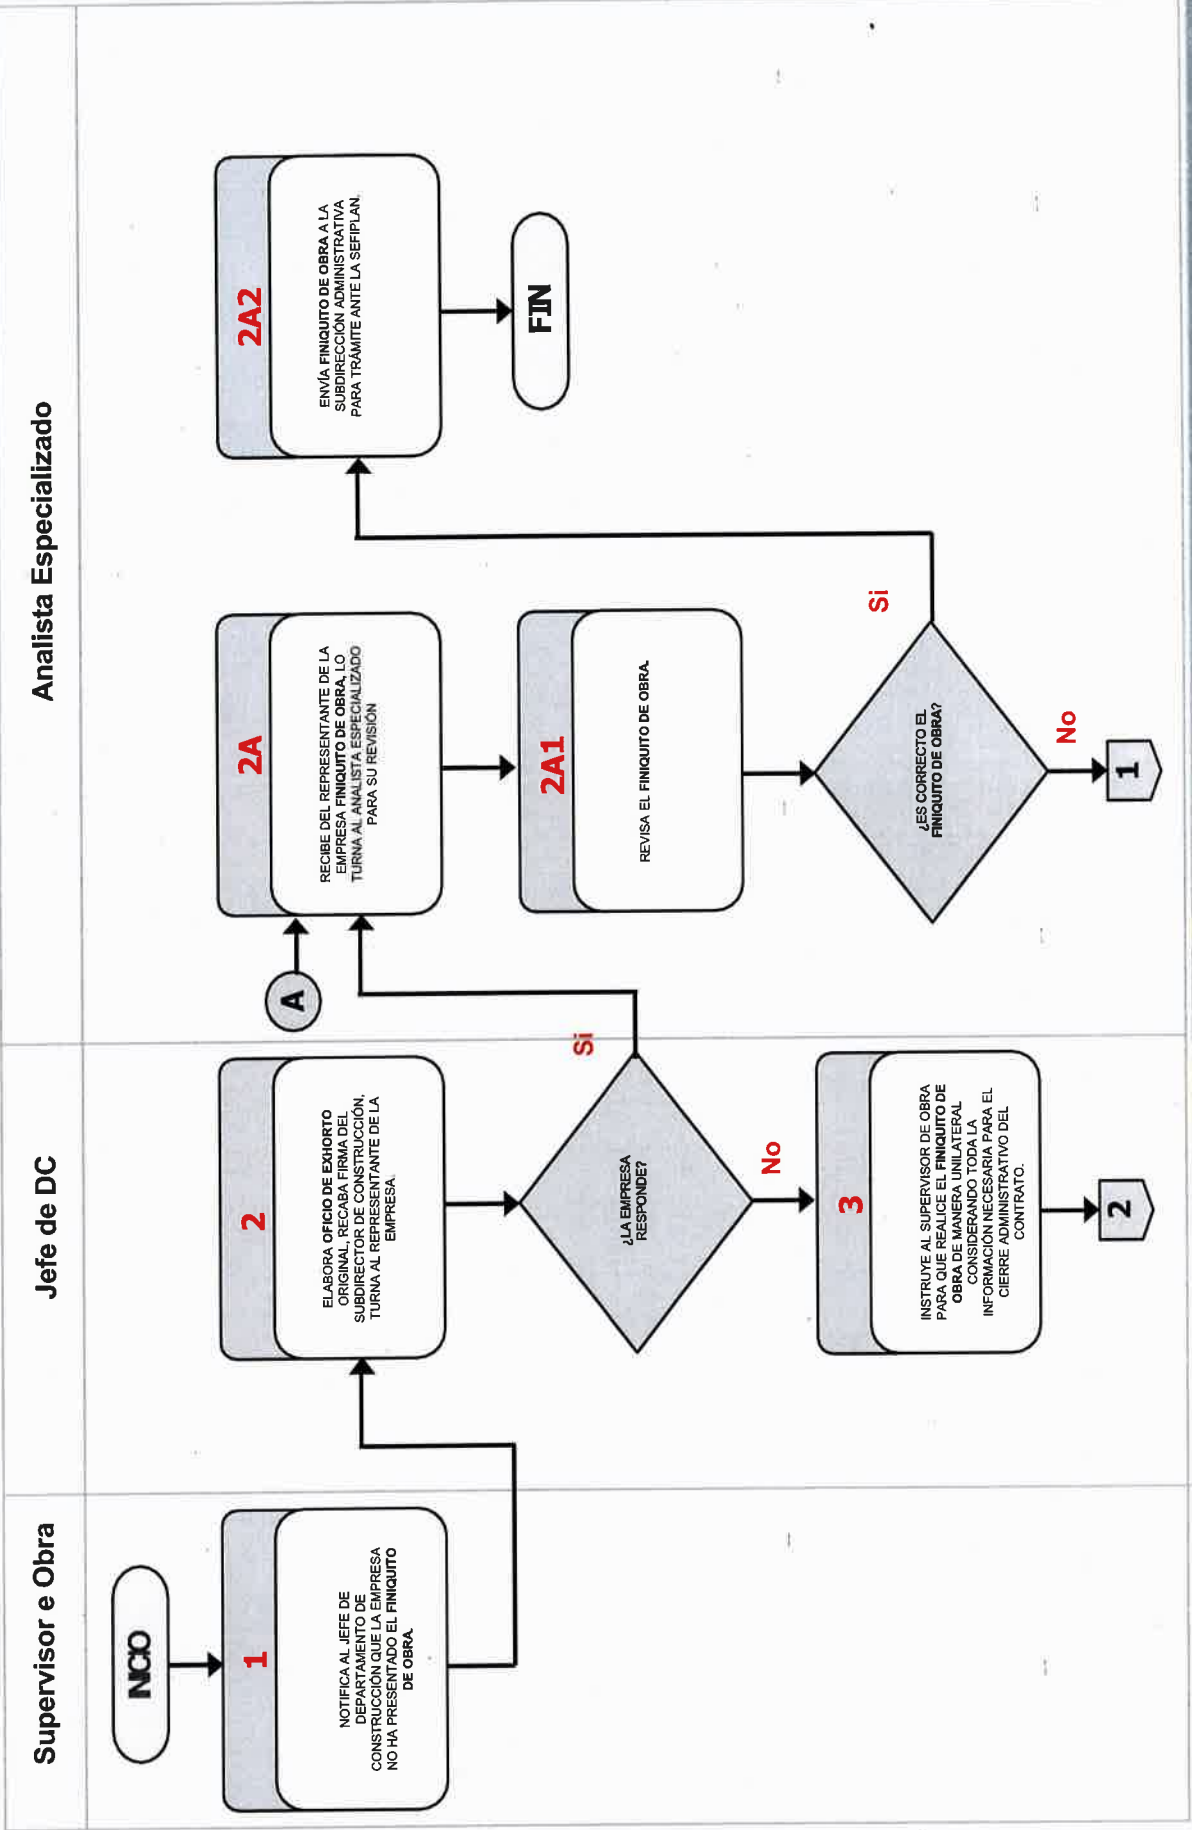 Supervisor e Obra
Jefe de DC
Analista Especializado
NICIO
1
NOTIFICA AL JEFE DE
DEPARTAMENTO DE
CONSTRUCCIÓN QUE LA EMPRESA
NO HA PRESENTADO EL FINIQUITO
DE OBRA.
2
ELABORA OFICIO DE EXHORTO
ORIGINAL, RECABA FIRMA DEL
SUBDIRECTOR DE CONSTRUCCIÓN,
TURNA AL REPRESENTANTE DE LA
EMPRESA.
¿LA EMPRESA
RESPONDE?
Si
No
3
INSTRUYE AL SUPERVISOR DE OBRA
PARA QUE REALICE EL FINIQUITO DE
OBRA DE MANERA UNILATERAL
CONSIDERANDO TODA LA
INFORMACIÓN NECESARIA PARA EL
CIERRE ADMINISTRATIVO DEL
CONTRATO.
2
A
2A
RECIBE DEL REPRESENTANTE DE LA
EMPRESA FINIQUITO DE OBRA, LO
TURNA AL ANALISTA ESPECIALIZADO
PARA SU REVISIÓN
2A1
REVISA EL FINIQUITO DE OBRA.
¿ES CORRECTO EL
FINIQUITO DE OBRA?
Si
No
1
2A2
ENVÍA FINIQUITO DE OBRA A LA
SUBDIRECCIÓN ADMINISTRATIVA
PARA TRÁMITE ANTE LA SEFIPLAN.
FIN